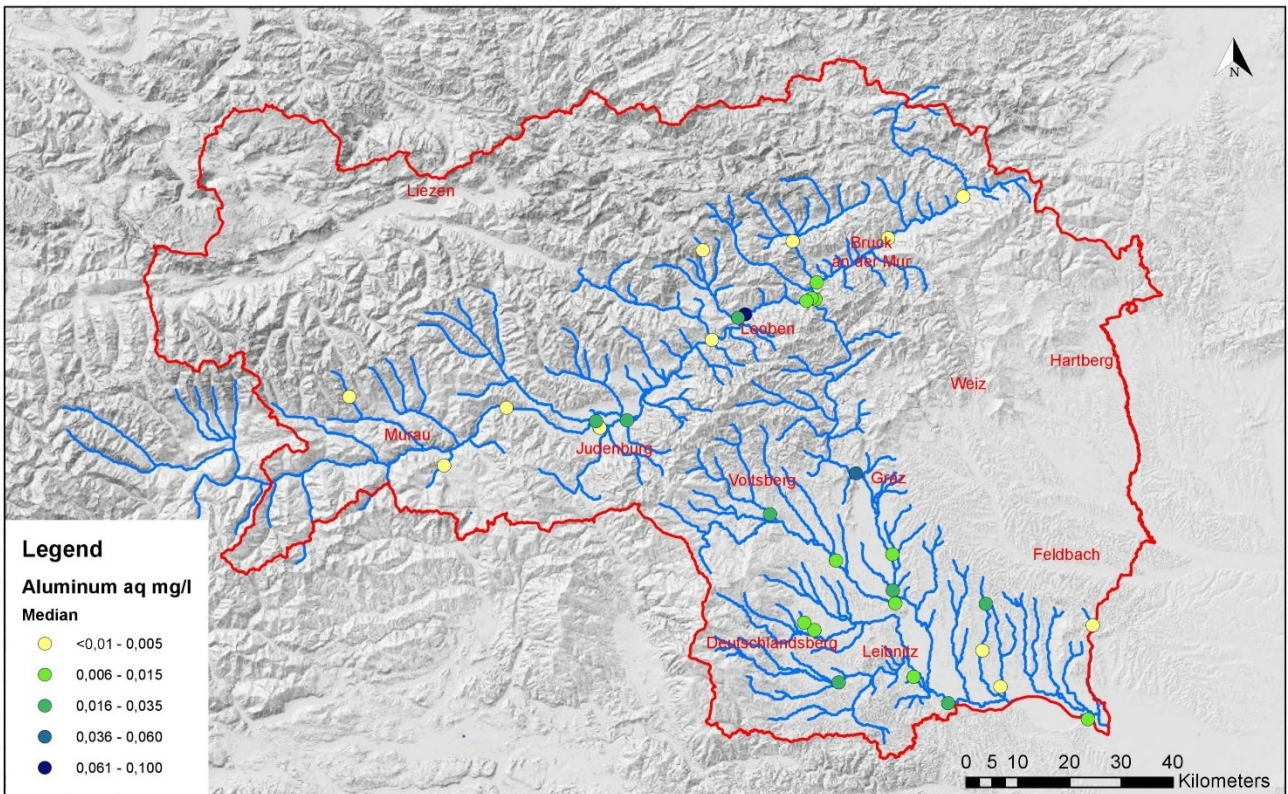 N
Liezen
Bruck
an der Mur
Leoben
Hartberg
Weiz
Murau
Judenburg
Voitsberg
Graz
Feldbach
Deutschlandsberg
Leibnitz
Legend
Aluminum aq mg/l
Median
<0,01 - 0,005
0,006 - 0,015
0,016 - 0,035
0,036 - 0,060
0,061 - 0,100
0 5 10 20 30 40
Kilometers